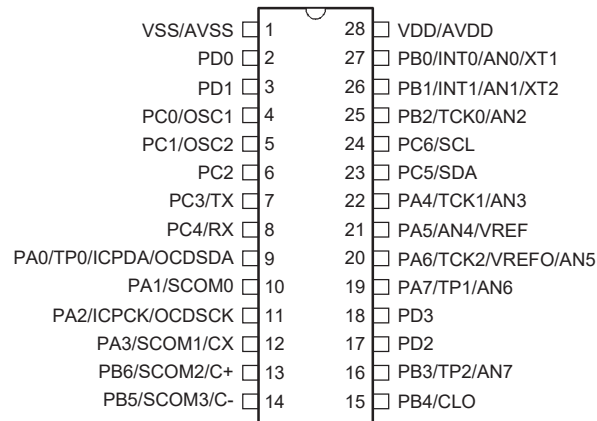 VSS/AVSS 1 28 VDD/AVDD
PD0 2 27 PB0/INT0/AN0/XT1
PD1 3 26 PB1/INT1/AN1/XT2
PC0/OSC1 4 25 PB2/TCK0/AN2
PC1/OSC2 5 24 PC6/SCL
PC2 6 23 PC5/SDA
PC3/TX 7 22 PA4/TCK1/AN3
PC4/RX 8 21 PA5/AN4/VREF
PA0/TP0/ICPDA/OCDSDA 9 20 PA6/TCK2/VREFO/AN5
PA1/SCOM0 10 19 PA7/TP1/AN6
PA2/ICPCK/OCDSCK 11 18 PD3
PA3/SCOM1/CX 12 17 PD2
PB6/SCOM2/C+ 13 16 PB3/TP2/AN7
PB5/SCOM3/C- 14 15 PB4/CLO